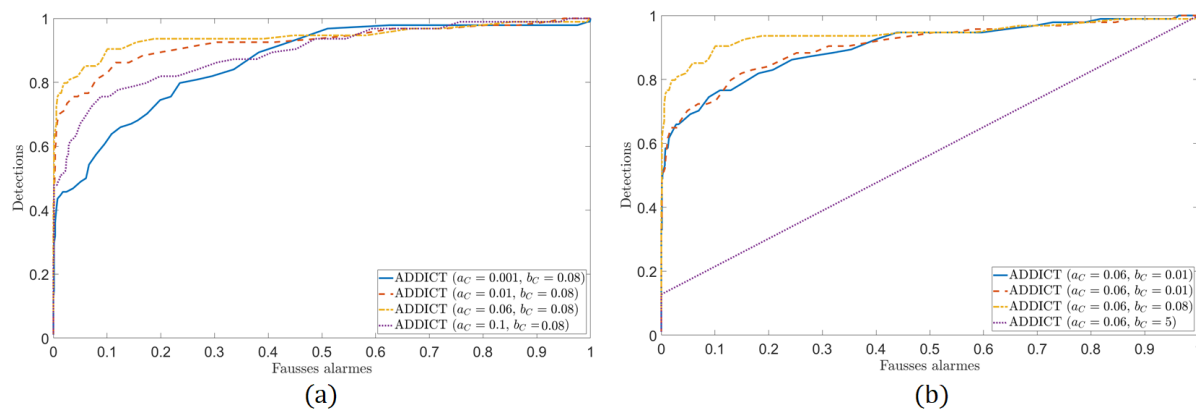 1
0.8
0.6
0.4
0.2
0
Detections
0 0.1 0.2 0.3 0.4 0.5 0.6 0.7 0.8 0.9 1
Fausses alarmes
ADDICT (a_C = 0.001, b_C = 0.08)
ADDICT (a_C = 0.01, b_C = 0.08)
ADDICT (a_C = 0.06, b_C = 0.08)
ADDICT (a_C = 0.1, b_C = 0.08)
(a)
1
0.8
0.6
0.4
0.2
0
Detections
0 0.1 0.2 0.3 0.4 0.5 0.6 0.7 0.8 0.9 1
Fausses alarmes
ADDICT (a_C = 0.06, b_C = 0.01)
ADDICT (a_C = 0.06, b_C = 0.01)
ADDICT (a_C = 0.06, b_C = 0.08)
ADDICT (a_C = 0.06, b_C = 5)
(b)